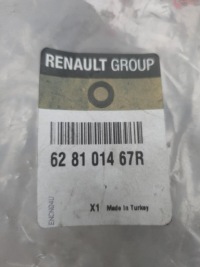 RENAULT GROUP
62 81 014 67R
X1 Made in Turkey